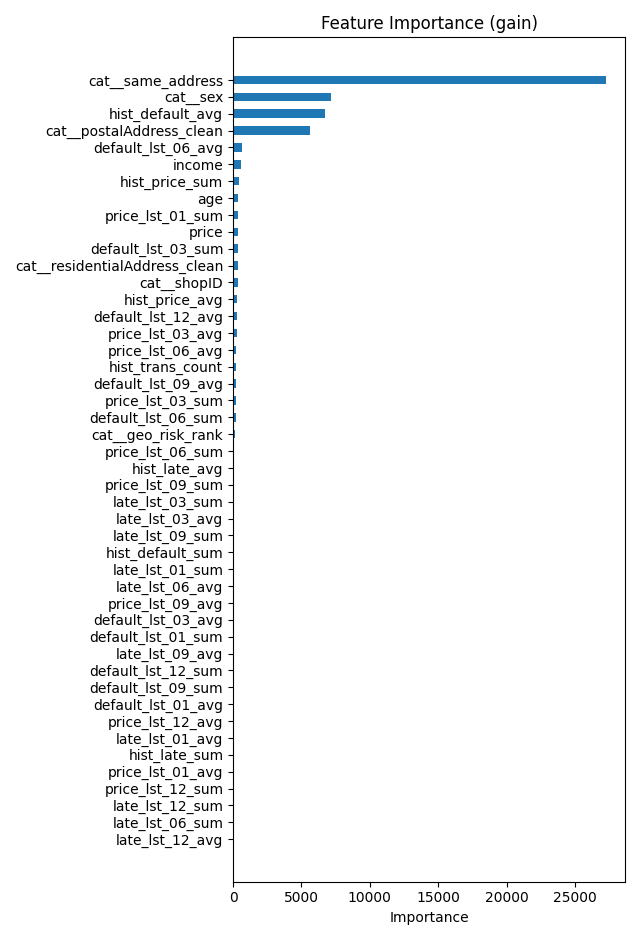 Feature Importance (gain)
cat__same_address
cat__sex
hist_default_avg
cat__postalAddress_clean
default_lst_06_avg
income
hist_price_sum
age
price_lst_01_sum
price
default_lst_03_sum
cat__residentialAddress_clean
cat__shopID
hist_price_avg
default_lst_12_avg
price_lst_03_avg
price_lst_06_avg
hist_trans_count
default_lst_09_avg
price_lst_03_sum
default_lst_06_sum
cat__geo_risk_rank
price_lst_06_sum
hist_late_avg
price_lst_09_sum
late_lst_03_sum
late_lst_03_avg
late_lst_09_sum
hist_default_sum
late_lst_01_sum
late_lst_06_avg
price_lst_09_avg
default_lst_03_avg
default_lst_01_sum
late_lst_09_avg
default_lst_12_sum
default_lst_09_sum
default_lst_01_avg
price_lst_12_avg
late_lst_01_avg
hist_late_sum
price_lst_01_avg
price_lst_12_sum
late_lst_12_sum
late_lst_06_sum
late_lst_12_avg
0 5000 10000 15000 20000 25000
Importance